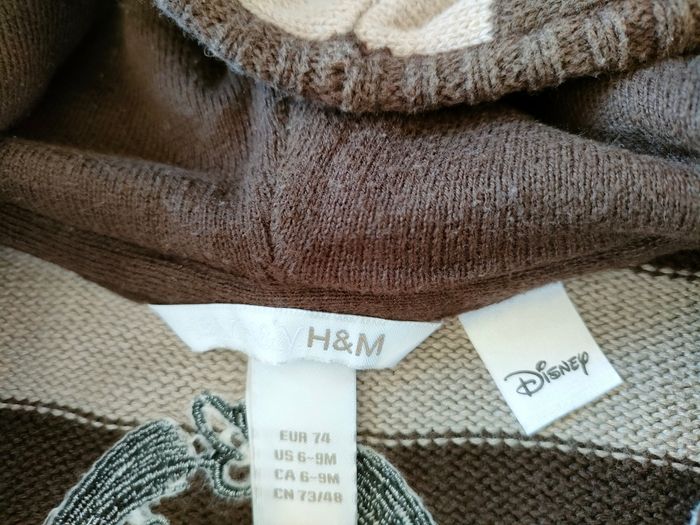 H&M
Disney
EUR 74
US 6-9M
CA 6-9M
CN 73/48